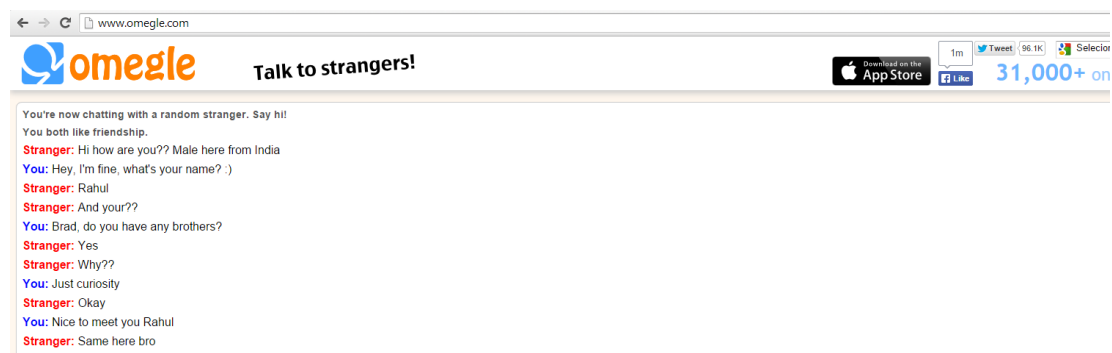 www.omegle.com
omegle
Talk to strangers!
Download on the
App Store
1m
Like
Tweet
96.1K
Selecion
31,000+ on
You're now chatting with a random stranger. Say hi!
You both like friendship.
Stranger: Hi how are you?? Male here from India
You: Hey, I'm fine, what's your name? :)
Stranger: Rahul
Stranger: And your??
You: Brad, do you have any brothers?
Stranger: Yes
Stranger: Why??
You: Just curiosity
Stranger: Okay
You: Nice to meet you Rahul
Stranger: Same here bro